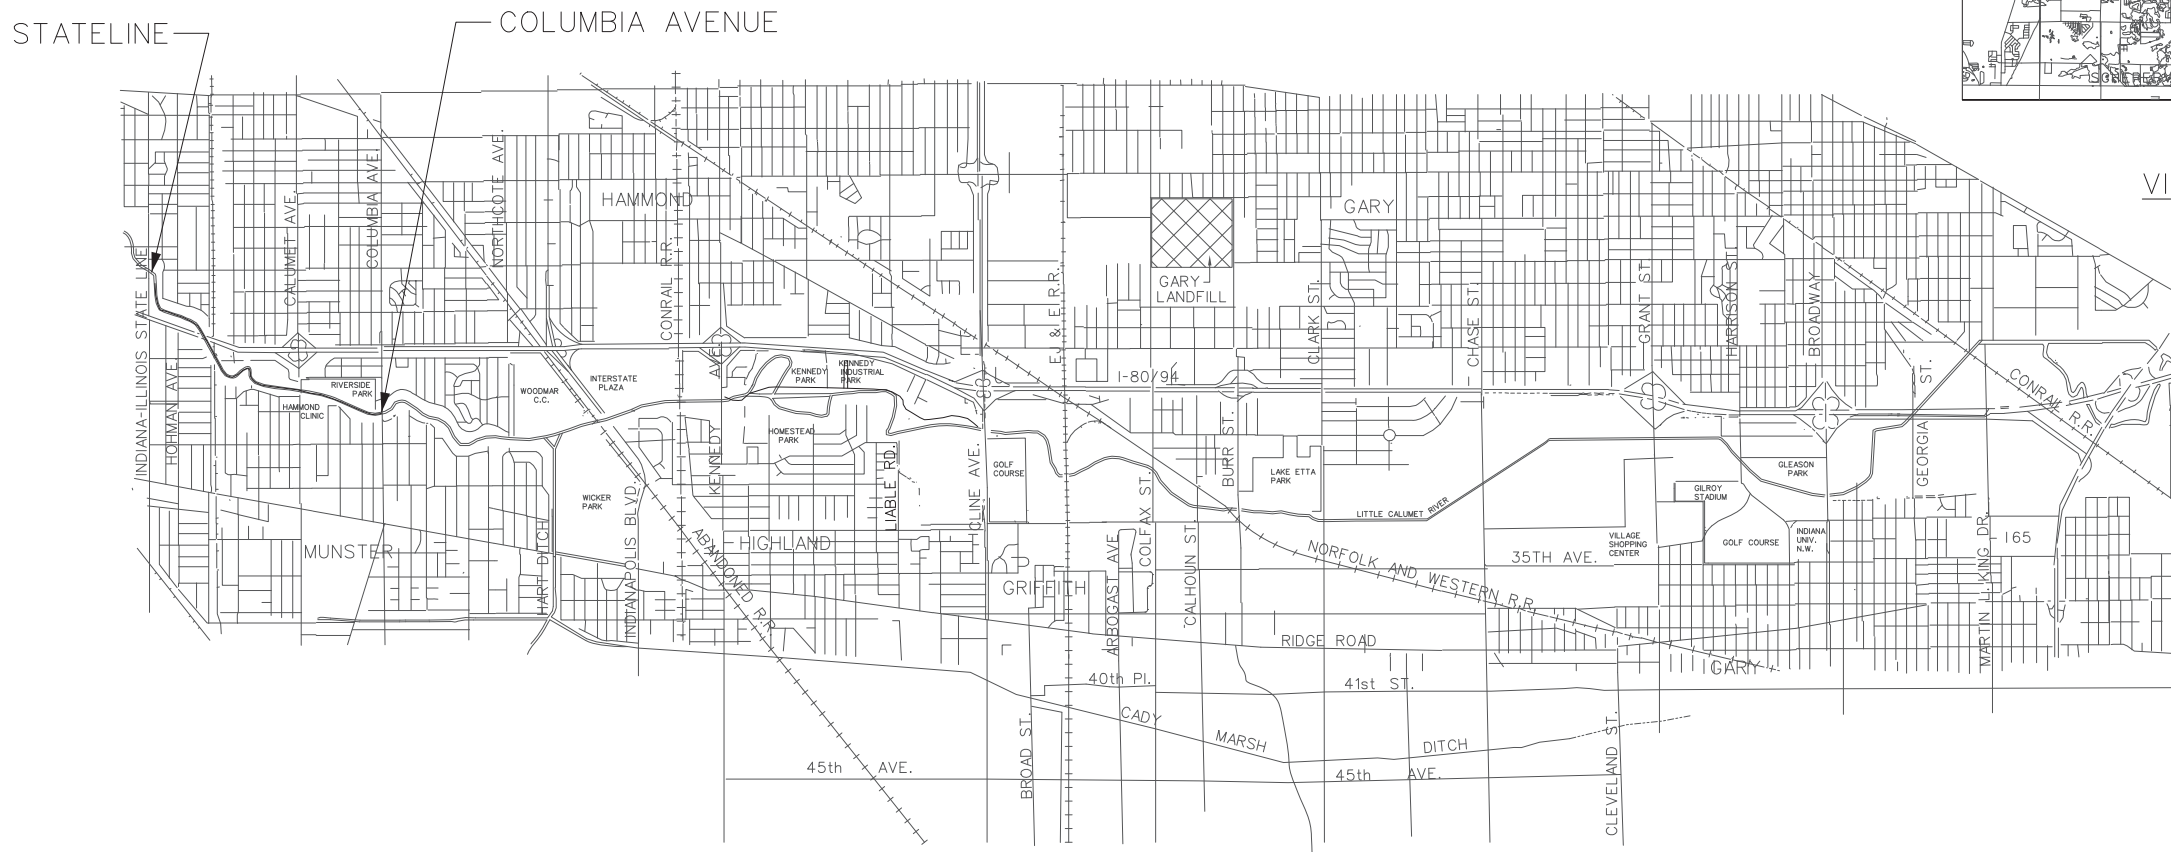 STATELINE
COLUMBIA AVENUE
VI
HAMMOND
GARY
GARY
LANDFILL
INDIANA-ILLINOIS STATE LINE
HOHMAN AVE.
CALUMET AVE.
COLUMBIA AVE.
NORTHCOTE AVE.
CONRAIL R.R.
E.J. & E. R.R.
CLARK ST.
CHASE ST.
GRANT ST.
HARRISON ST.
BROADWAY
I-80/94
RIVERSIDE
PARK
HAMMOND
CLINIC
WOODMAR
C.C.
INTERSTATE
PLAZA
KENNEDY
PARK
KENNEDY
INDUSTRIAL
PARK
HOMESTEAD
PARK
KENNEDY AVE.
LIABLE RD.
CLINE AVE.
GOLF
COURSE
BURR ST.
LAKE ETTA
PARK
LITTLE CALUMET RIVER
GLEASON
PARK
GILROY
STADIUM
GEORGIA ST.
CONRAIL R.R.
WICKER
PARK
MUNSTER
HART DITCH
INDIANAPOLIS BLVD.
ABANDONED R.R.
HIGHLAND
GRIFFITH
ARBOGAST AVE.
COLFAX ST.
CALHOUN ST.
NORFOLK AND WESTERN R.R.
35TH AVE.
VILLAGE
SHOPPING
CENTER
GOLF COURSE
INDIANA
UNIV.
N.W.
MARTIN L. KING DR.
I65
RIDGE ROAD
GARY
40th Pl.
41st ST.
BROAD ST.
CADY MARSH DITCH
CLEVELAND ST.
45th AVE.
45th AVE.